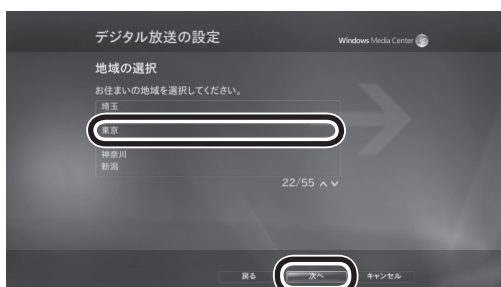 デジタル放送の設定
Windows Media Center
地域の選択
お住まいの地域を選択してください。
埼玉
東京
神奈川
新潟
22/55
戻る 次へ キャンセル